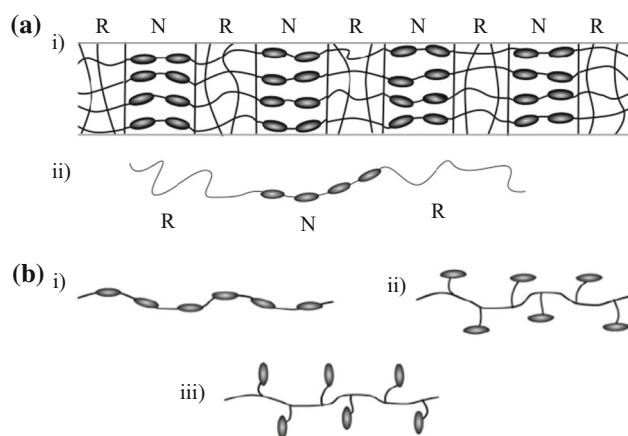 (a) R N R N R N R N R
i)
ii)
R N R
(b) i) ii)
iii)